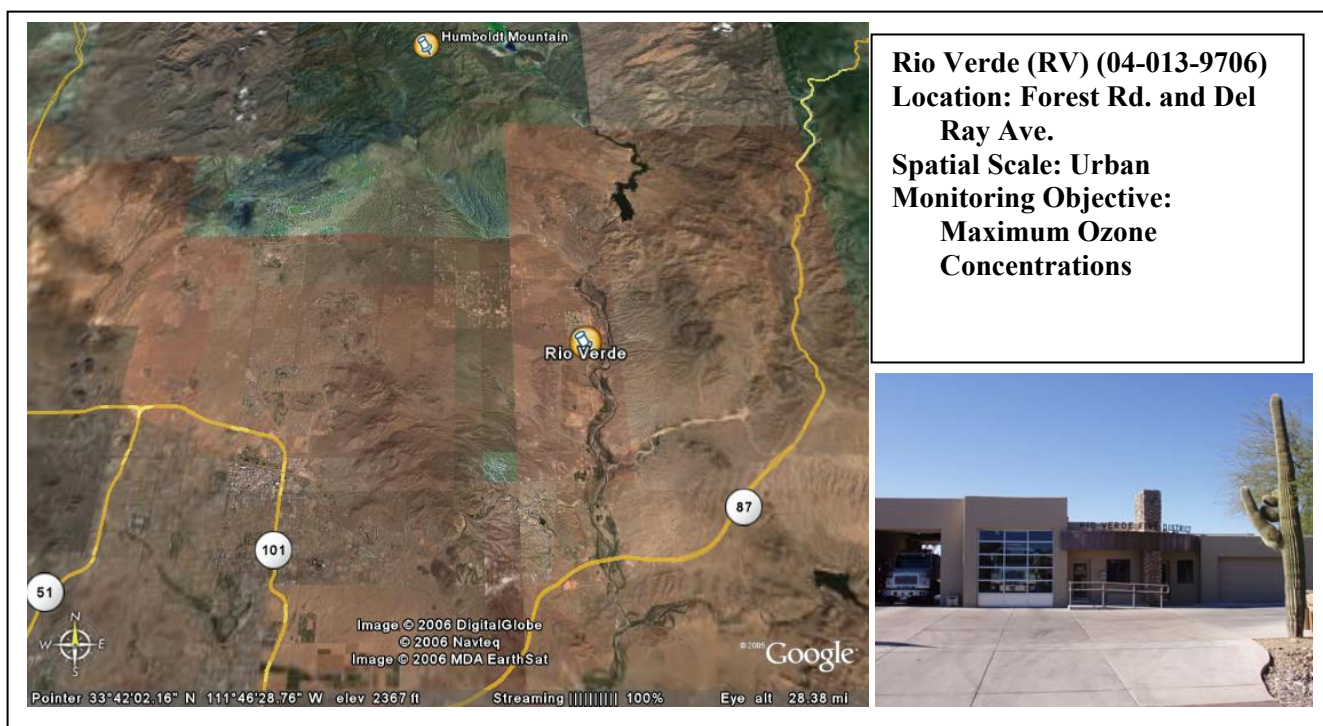 Humboldt Mountain
Rio Verde
87
101
51
N
W E
S
Image © 2006 DigitalGlobe
© 2006 Navteq
Image © 2006 MDA EarthSat
© 2005 Google
Pointer 33°42'02.16" N 111°46'28.76" W elev 2367 ft Streaming |||||||||| 100% Eye alt 28.38 mi
Rio Verde (RV) (04-013-9706)
Location: Forest Rd. and Del
Ray Ave.
Spatial Scale: Urban
Monitoring Objective:
Maximum Ozone
Concentrations
RIO VERDE FIRE DISTRICT